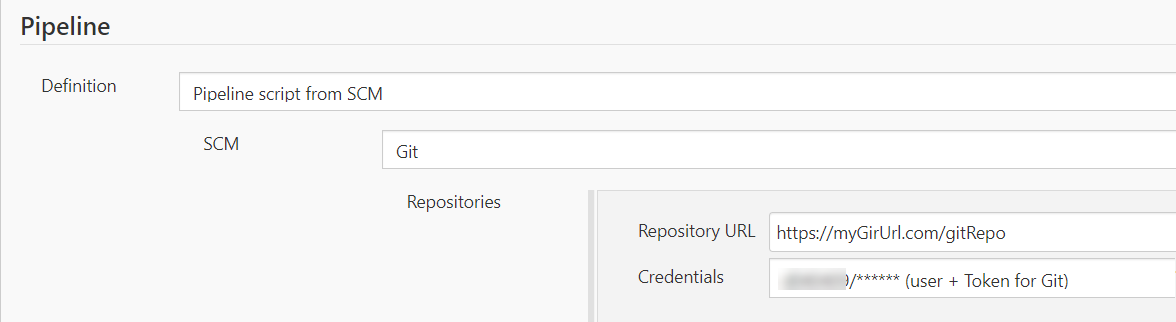 Pipeline
Definition
Pipeline script from SCM
SCM
Git
Repositories
Repository URL
https://myGirUrl.com/gitRepo
Credentials
9/****** (user + Token for Git)